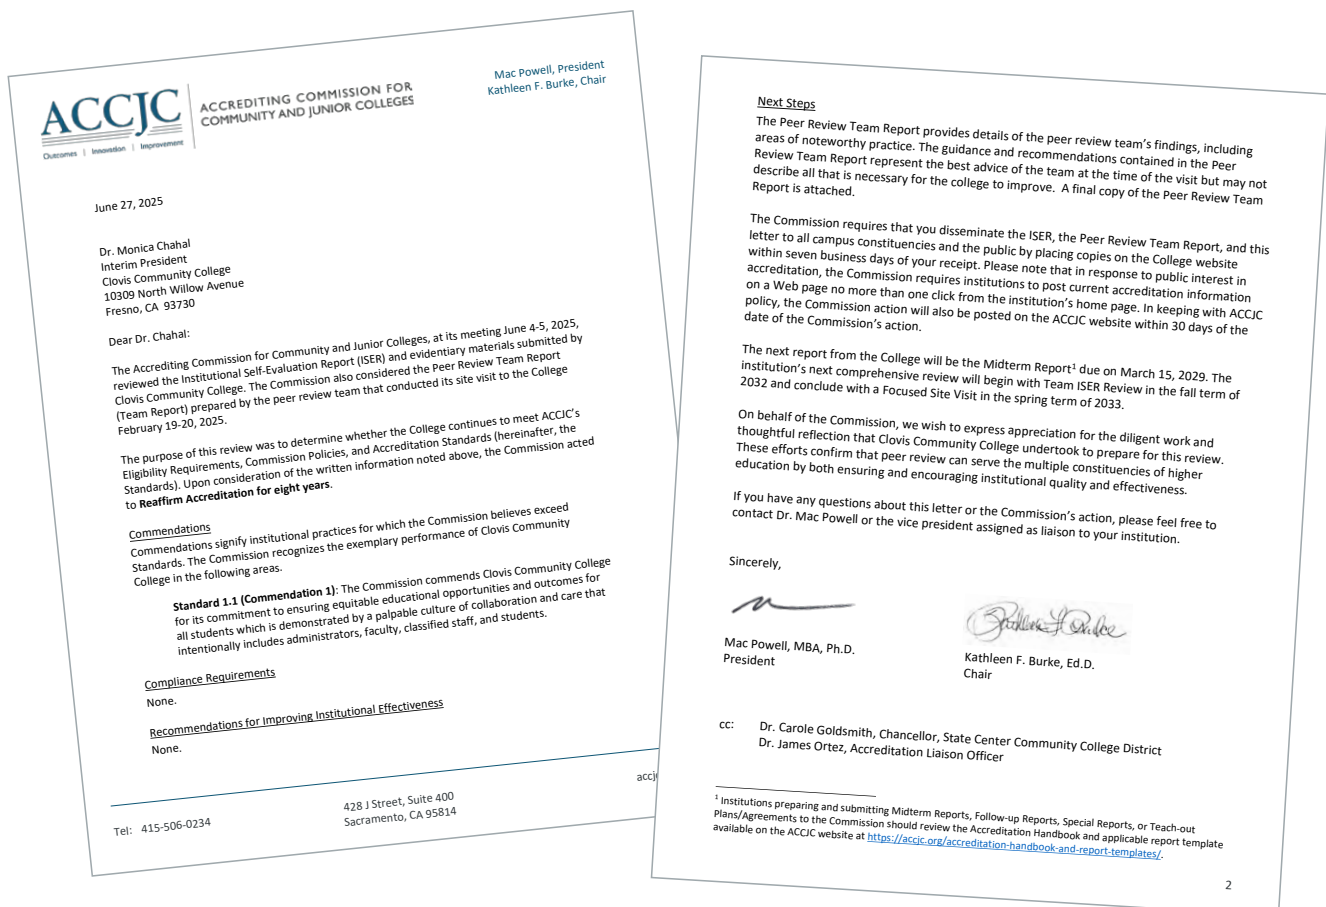 ACCJC
Outcomes | Innovation | Improvement
ACCREDITING COMMISSION FOR
COMMUNITY AND JUNIOR COLLEGES
Mac Powell, President
Kathleen F. Burke, Chair
June 27, 2025
Dr. Monica Chahal
Interim President
Clovis Community College
10309 North Willow Avenue
Fresno, CA  93730
Dear Dr. Chahal:
The Accrediting Commission for Community and Junior Colleges, at its meeting June 4-5, 2025,
reviewed the Institutional Self-Evaluation Report (ISER) and evidentiary materials submitted by
Clovis Community College. The Commission also considered the Peer Review Team Report
(Team Report) prepared by the peer review team that conducted its site visit to the College
February 19-20, 2025.
The purpose of this review was to determine whether the College continues to meet ACCJC's
Eligibility Requirements, Commission Policies, and Accreditation Standards (hereinafter, the
Standards). Upon consideration of the written information noted above, the Commission acted
to Reaffirm Accreditation for eight years.
Commendations
Commendations signify institutional practices for which the Commission believes exceed
Standards. The Commission recognizes the exemplary performance of Clovis Community
College in the following areas.
Standard 1.1 (Commendation 1): The Commission commends Clovis Community College
for its commitment to ensuring equitable educational opportunities and outcomes for
all students which is demonstrated by a palpable culture of collaboration and care that
intentionally includes administrators, faculty, classified staff, and students.
Compliance Requirements
None.
Recommendations for Improving Institutional Effectiveness
None.
Tel:  415-506-0234
428 J Street, Suite 400
Sacramento, CA 95814
Next Steps
The Peer Review Team Report provides details of the peer review team's findings, including
areas of noteworthy practice. The guidance and recommendations contained in the Peer
Review Team Report represent the best advice of the team at the time of the visit but may not
describe all that is necessary for the college to improve.  A final copy of the Peer Review Team
Report is attached.
The Commission requires that you disseminate the ISER, the Peer Review Team Report, and this
letter to all campus constituencies and the public by placing copies on the College website
within seven business days of your receipt. Please note that in response to public interest in
accreditation, the Commission requires institutions to post current accreditation information
on a Web page no more than one click from the institution's home page. In keeping with ACCJC
policy, the Commission action will also be posted on the ACCJC website within 30 days of the
date of the Commission's action.
The next report from the College will be the Midterm Report¹ due on March 15, 2029. The
institution's next comprehensive review will begin with Team ISER Review in the fall term of
2032 and conclude with a Focused Site Visit in the spring term of 2033.
On behalf of the Commission, we wish to express appreciation for the diligent work and
thoughtful reflection that Clovis Community College undertook to prepare for this review.
These efforts confirm that peer review can serve the multiple constituencies of higher
education by both ensuring and encouraging institutional quality and effectiveness.
If you have any questions about this letter or the Commission's action, please feel free to
contact Dr. Mac Powell or the vice president assigned as liaison to your institution.
Sincerely,
Kathleen F Burke
Mac Powell, MBA, Ph.D.
President
Kathleen F. Burke, Ed.D.
Chair
cc: Dr. Carole Goldsmith, Chancellor, State Center Community College District
Dr. James Ortez, Accreditation Liaison Officer
¹ Institutions preparing and submitting Midterm Reports, Follow-up Reports, Special Reports, or Teach-out
Plans/Agreements to the Commission should review the Accreditation Handbook and applicable report template
available on the ACCJC website at https://accjc.org/accreditation-handbook-and-report-templates/.
2